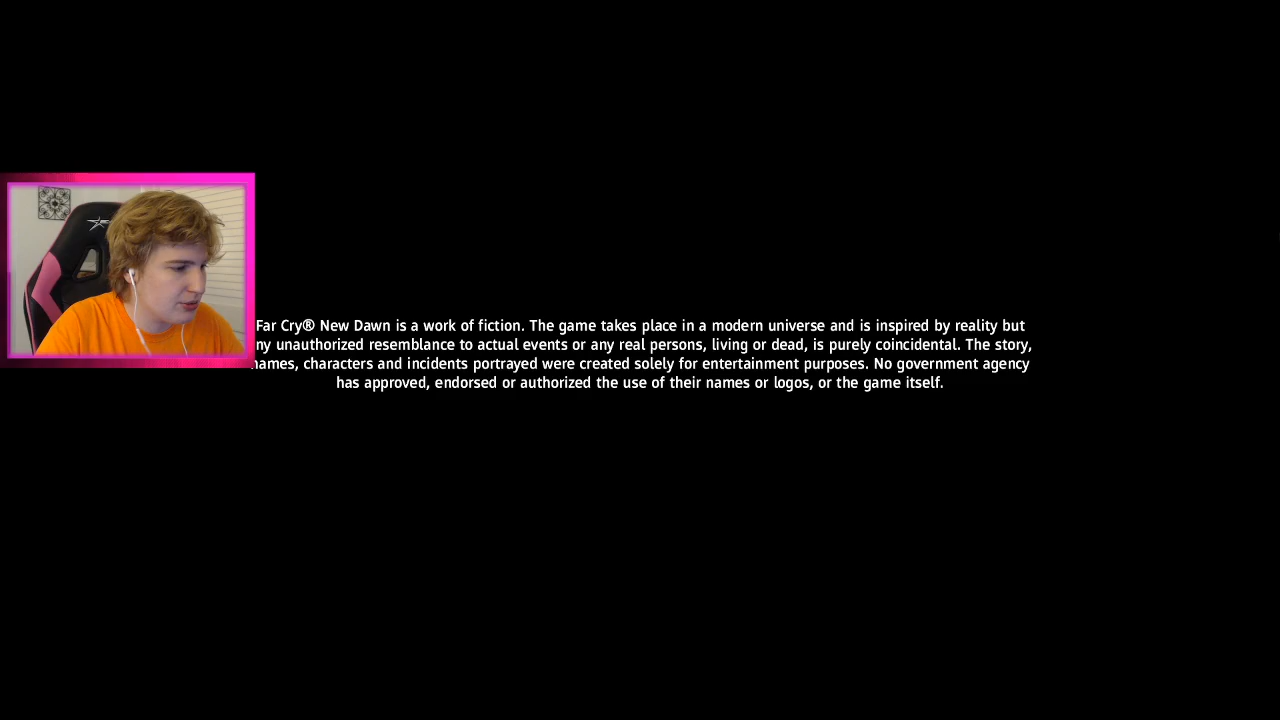 Far Cry® New Dawn is a work of fiction. The game takes place in a modern universe and is inspired by reality but
unauthorized resemblance to actual events or any real persons, living or dead, is purely coincidental. The story,
names, characters and incidents portrayed were created solely for entertainment purposes. No government agency
has approved, endorsed or authorized the use of their names or logos, or the game itself.